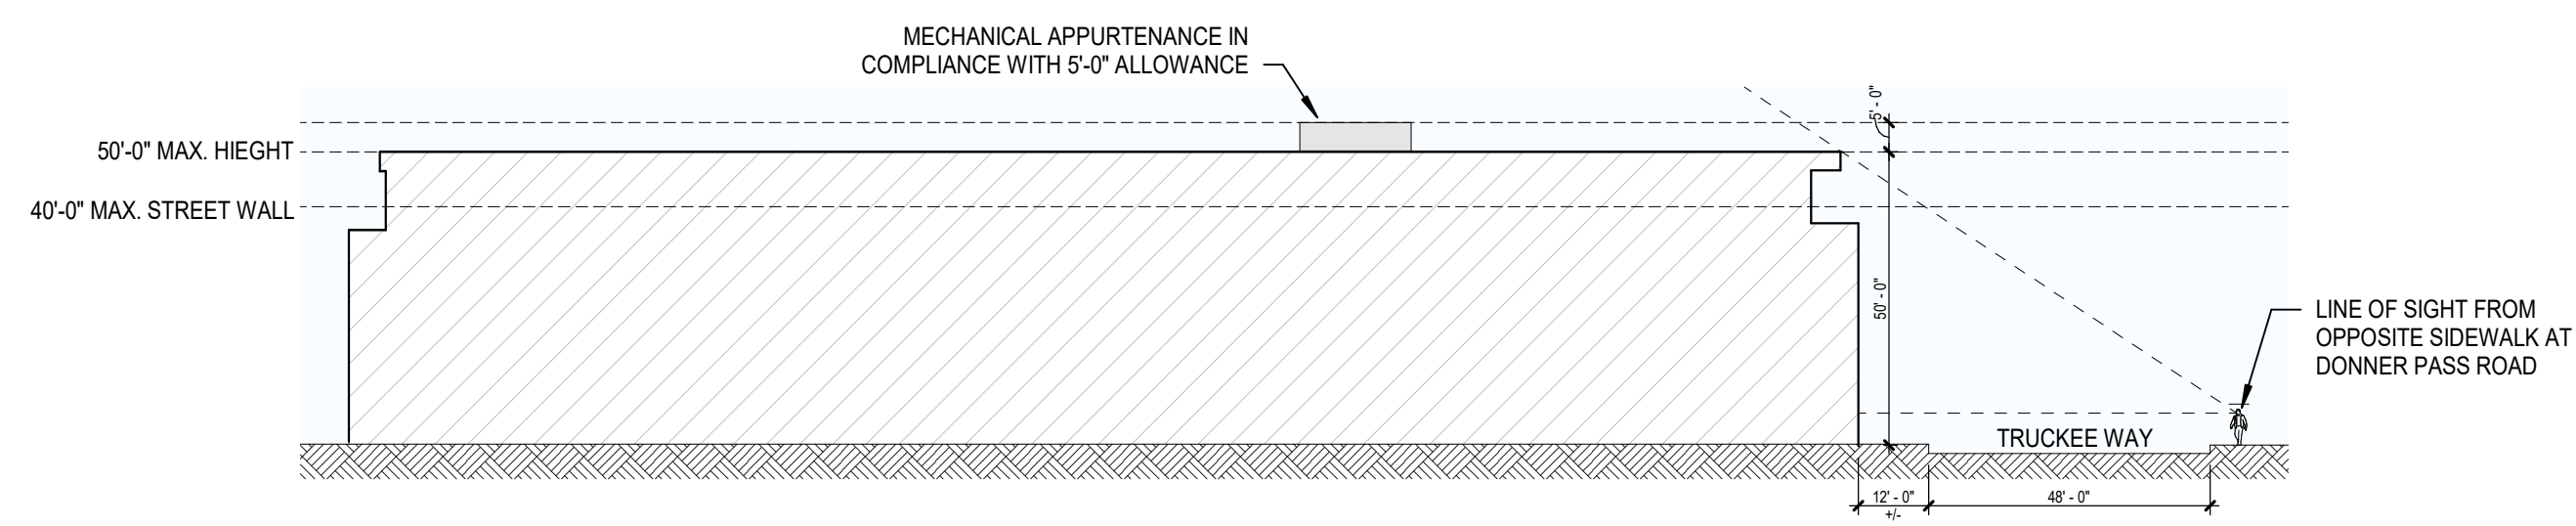 MECHANICAL APPURTENANCE IN
COMPLIANCE WITH 5'-0" ALLOWANCE
5' - 0"
50'-0" MAX. HIEGHT
40'-0" MAX. STREET WALL
50' - 0"
LINE OF SIGHT FROM
OPPOSITE SIDEWALK AT
DONNER PASS ROAD
TRUCKEE WAY
12' - 0"
+/-
48' - 0"